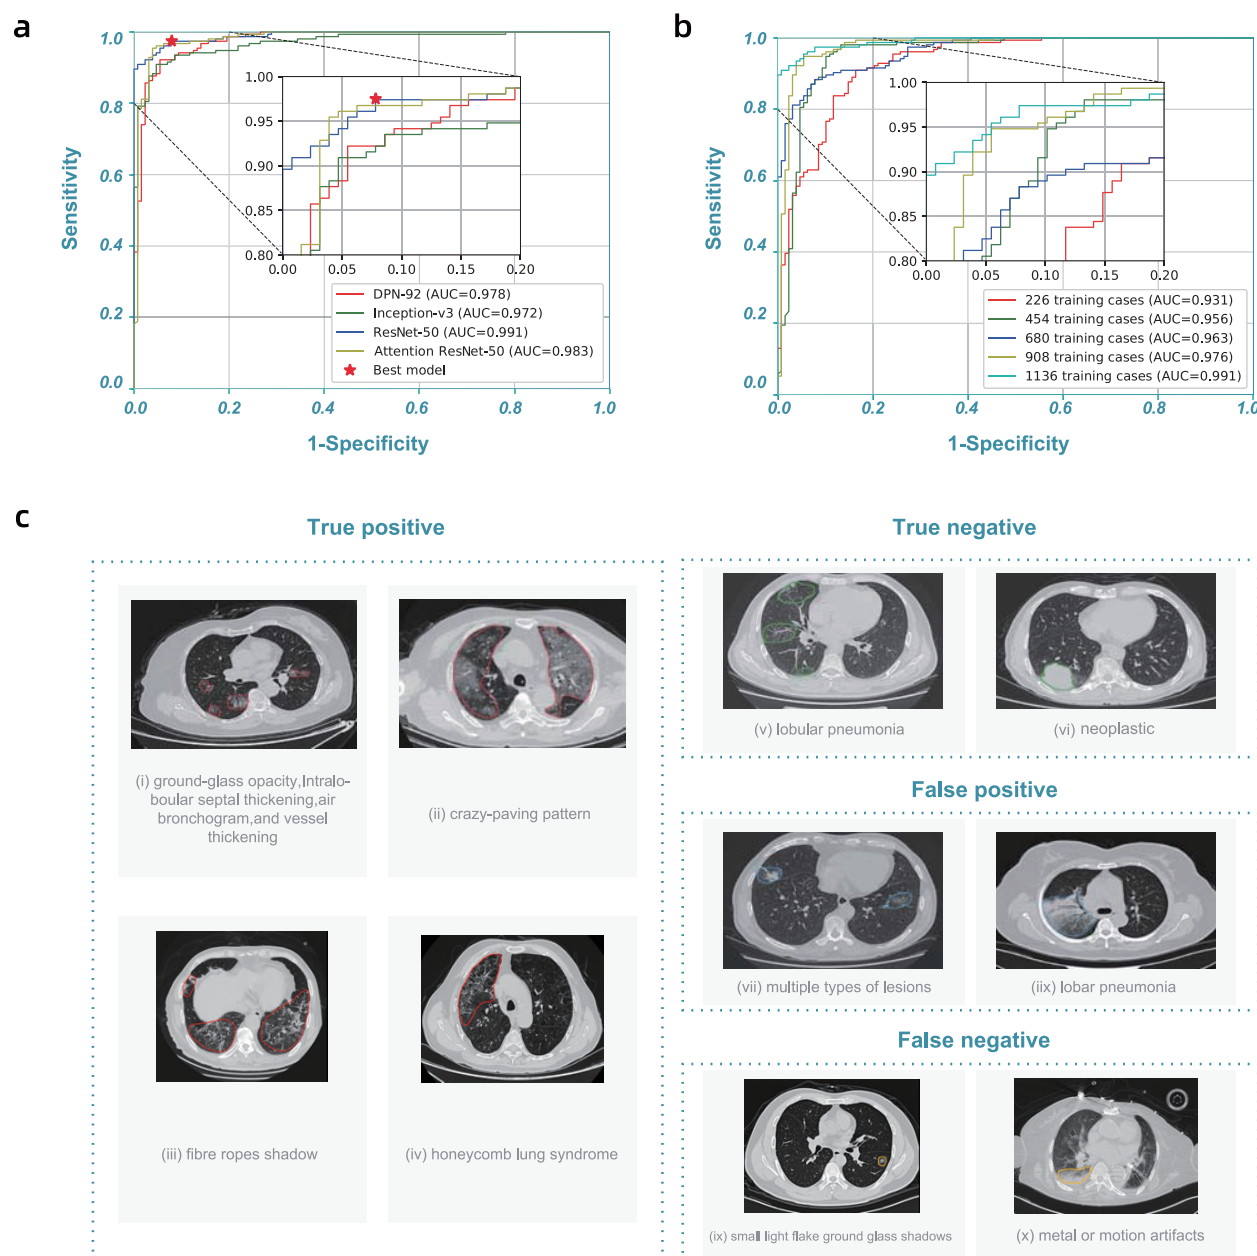 a
1.0
0.8
0.6
0.4
0.2
0.0
Sensitivity
1.00
0.95
0.90
0.85
0.80
0.00
0.05
0.10
0.15
0.20
DPN-92 (AUC=0.978)
Inception-v3 (AUC=0.972)
ResNet-50 (AUC=0.991)
Attention ResNet-50 (AUC=0.983)
Best model
0.0
0.2
0.4
0.6
0.8
1.0
1-Specificity
b
1.0
0.8
0.6
0.4
0.2
0.0
Sensitivity
1.00
0.95
0.90
0.85
0.80
0.00
0.05
0.10
0.15
0.20
226 training cases (AUC=0.931)
454 training cases (AUC=0.956)
680 training cases (AUC=0.963)
908 training cases (AUC=0.976)
1136 training cases (AUC=0.991)
0.0
0.2
0.4
0.6
0.8
1.0
1-Specificity
c
True positive
(i) ground-glass opacity,Intralo-
boular septal thickening,air
bronchogram,and vessel
thickening
(ii) crazy-paving pattern
(iii) fibre ropes shadow
(iv) honeycomb lung syndrome
True negative
(v) lobular pneumonia
(vi) neoplastic
False positive
(vii) multiple types of lesions
(iix) lobar pneumonia
False negative
(ix) small light flake ground glass shadows
(x) metal or motion artifacts